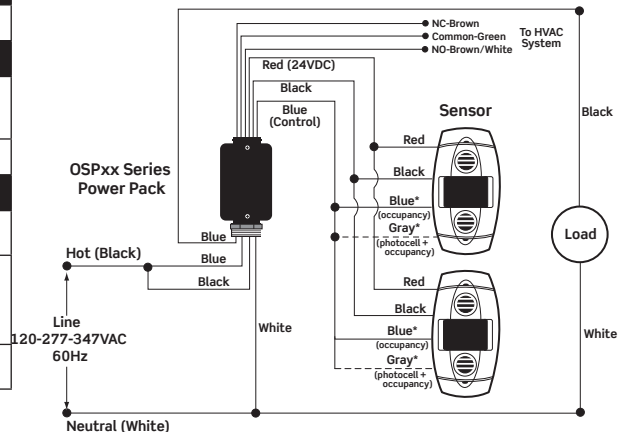 NC-Brown
Common-Green
NO-Brown/White
To HVAC
System
Red (24VDC)
Black
Blue
(Control)
Sensor
Black
OSPxx Series
Power Pack
Red
Black
Blue*
(occupancy)
Gray*
(photocell +
occupancy)
Load
Blue
Hot (Black)
Blue
Black
Line
120-277-347VAC
60Hz
White
Red
Black
Blue*
(occupancy)
Gray*
(photocell +
occupancy)
White
Neutral (White)